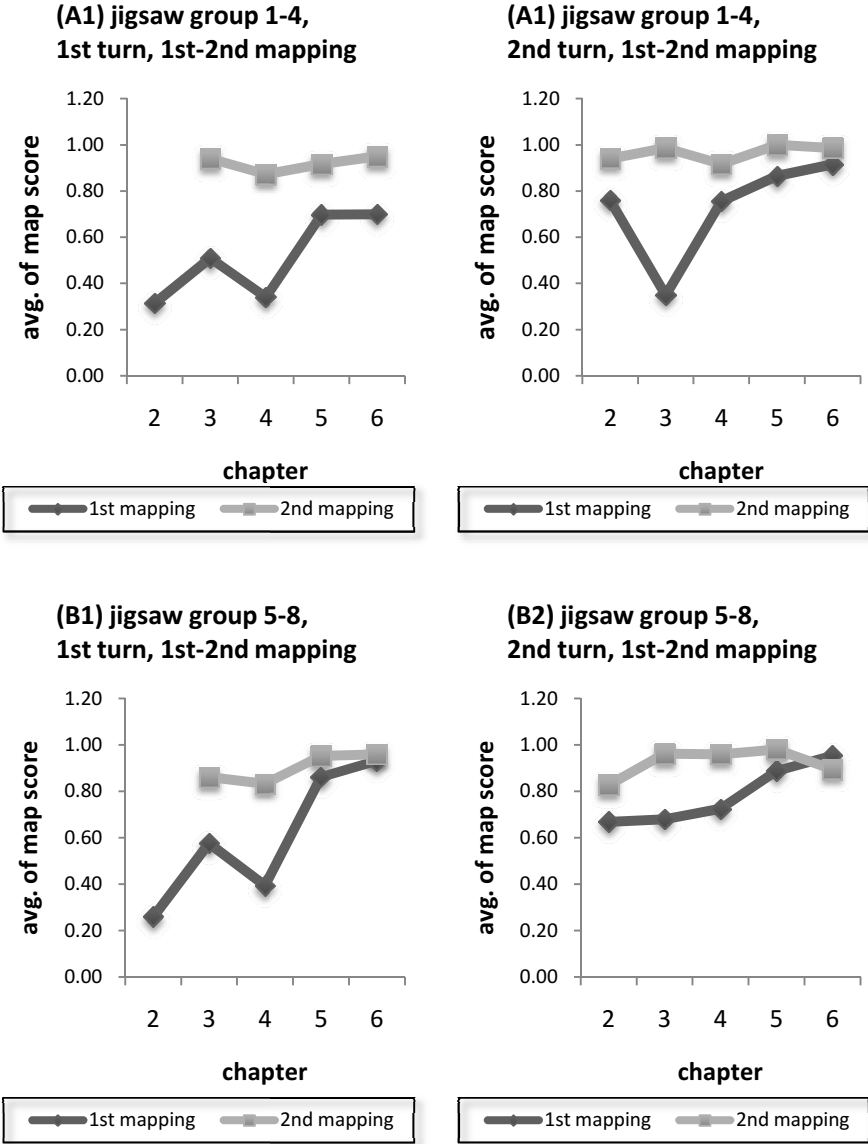 (A1) jigsaw group 1-4,
1st turn, 1st-2nd mapping
avg. of map score
1.20
1.00
0.80
0.60
0.40
0.20
0.00
2 3 4 5 6
chapter
1st mapping 2nd mapping
(A1) jigsaw group 1-4,
2nd turn, 1st-2nd mapping
avg. of map score
1.20
1.00
0.80
0.60
0.40
0.20
0.00
2 3 4 5 6
chapter
1st mapping 2nd mapping
(B1) jigsaw group 5-8,
1st turn, 1st-2nd mapping
avg. of map score
1.20
1.00
0.80
0.60
0.40
0.20
0.00
2 3 4 5 6
chapter
1st mapping 2nd mapping
(B2) jigsaw group 5-8,
2nd turn, 1st-2nd mapping
avg. of map score
1.20
1.00
0.80
0.60
0.40
0.20
0.00
2 3 4 5 6
chapter
1st mapping 2nd mapping